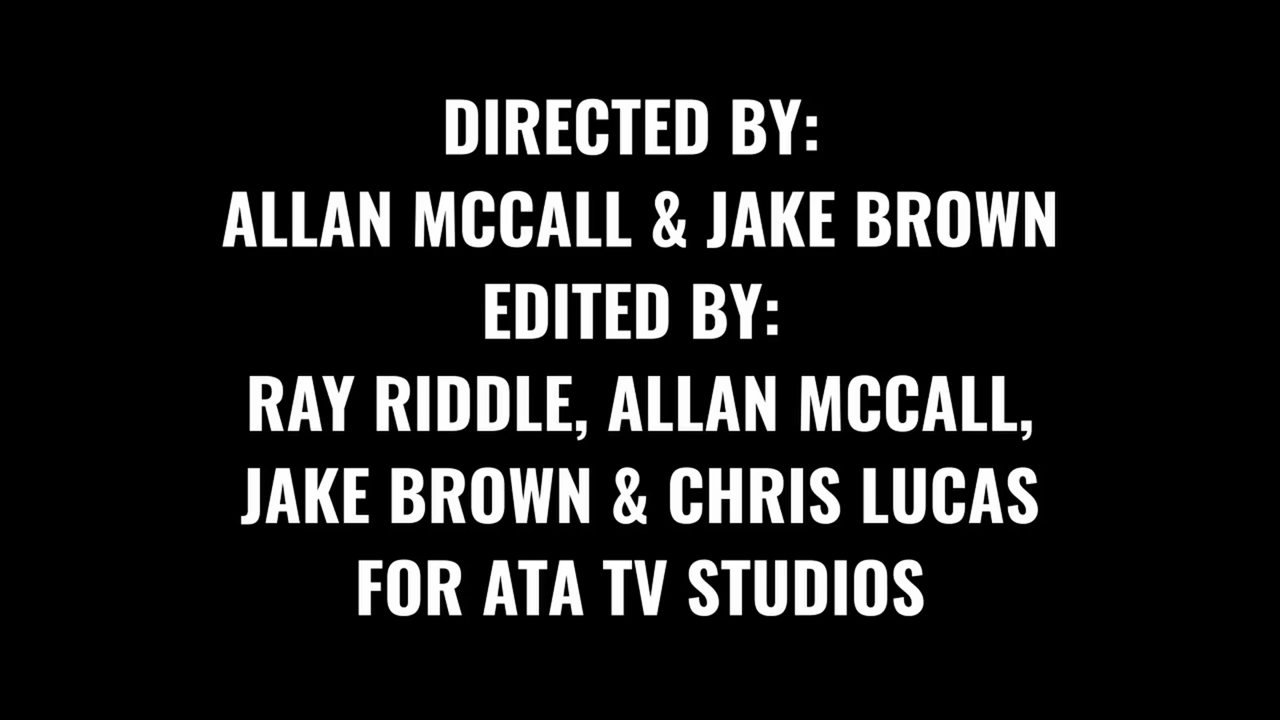 DIRECTED BY:
ALLAN MCCALL & JAKE BROWN
EDITED BY:
RAY RIDDLE, ALLAN MCCALL,
JAKE BROWN & CHRIS LUCAS
FOR ATA TV STUDIOS